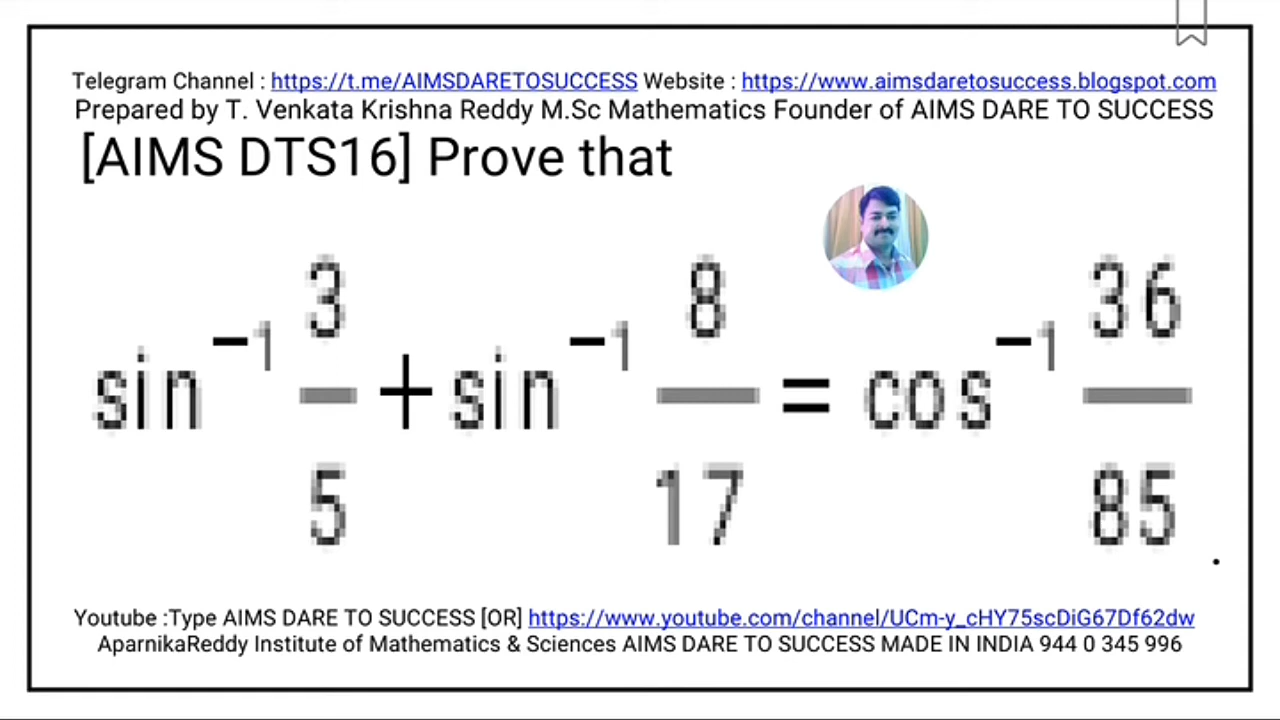 Telegram Channel : https://t.me/AIMSDARETOSUCCESS Website : https://www.aimsdaretosuccess.blogspot.com
Prepared by T. Venkata Krishna Reddy M.Sc Mathematics Founder of AIMS DARE TO SUCCESS
[AIMS DTS16] Prove that
sin⁻¹ 3/5 + sin⁻¹ 8/17 = cos⁻¹ 36/85.
Youtube :Type AIMS DARE TO SUCCESS [OR] https://www.youtube.com/channel/UCm-y_cHY75scDiG67Df62dw
AparnikaReddy Institute of Mathematics & Sciences AIMS DARE TO SUCCESS MADE IN INDIA 944 0 345 996